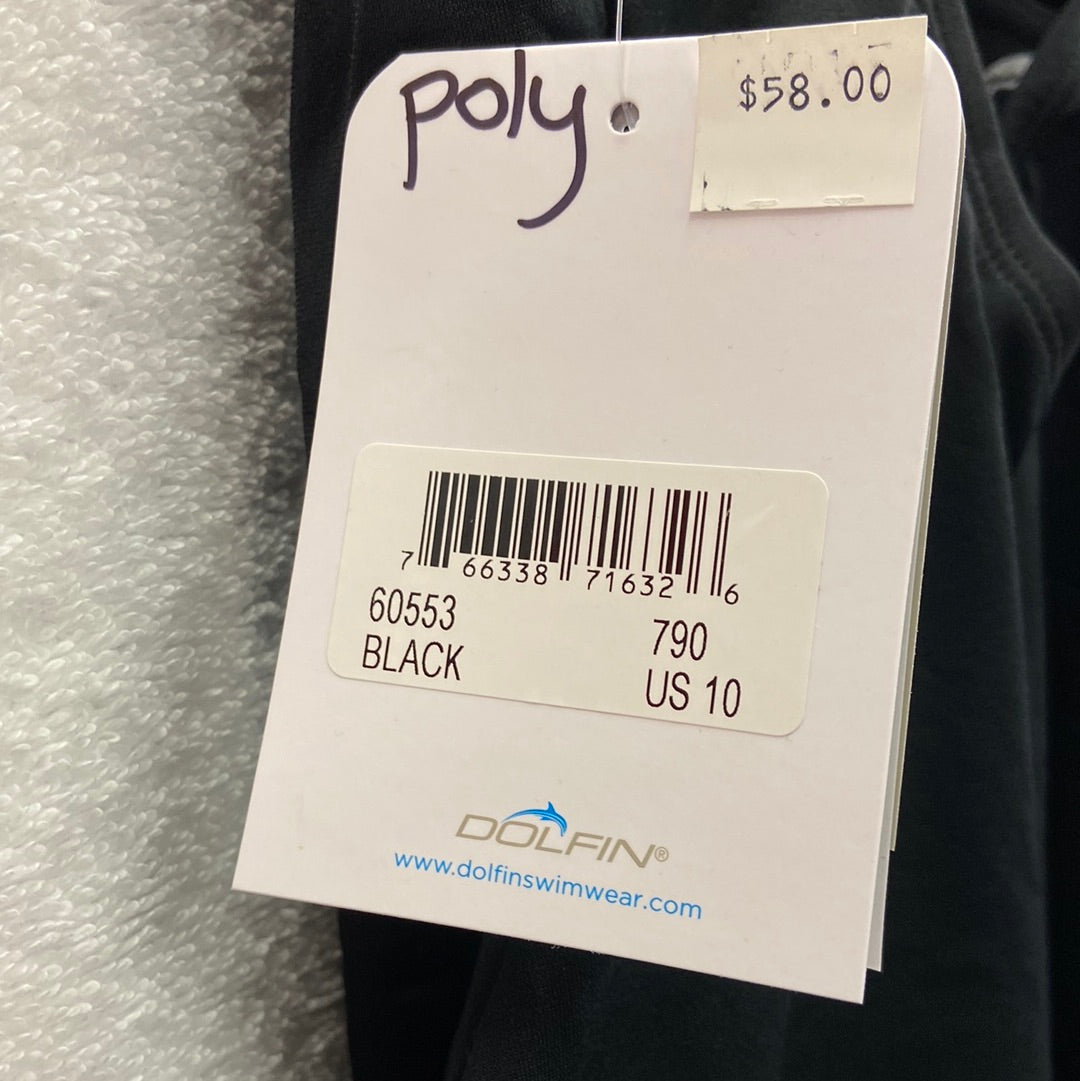 poly
$58.00
7 66338 71632 6
60553 790
BLACK US 10
DOLFIN®
www.dolfinswimwear.com